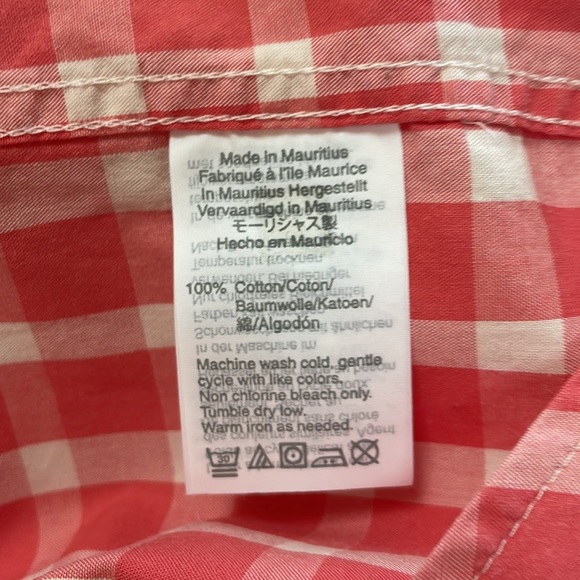 Made in Mauritius
Fabriqué à l'île Maurice
In Mauritius Hergestellt
Vervaardigd in Mauritius
モーリシャス製
Hecho en Mauricio
100% Cotton/Coton/
Baumwolle/Katoen/
綿/Algodón
Machine wash cold, gentle
cycle with like colors.
Non chlorine bleach only.
Tumble dry low.
Warm iron as needed.
30